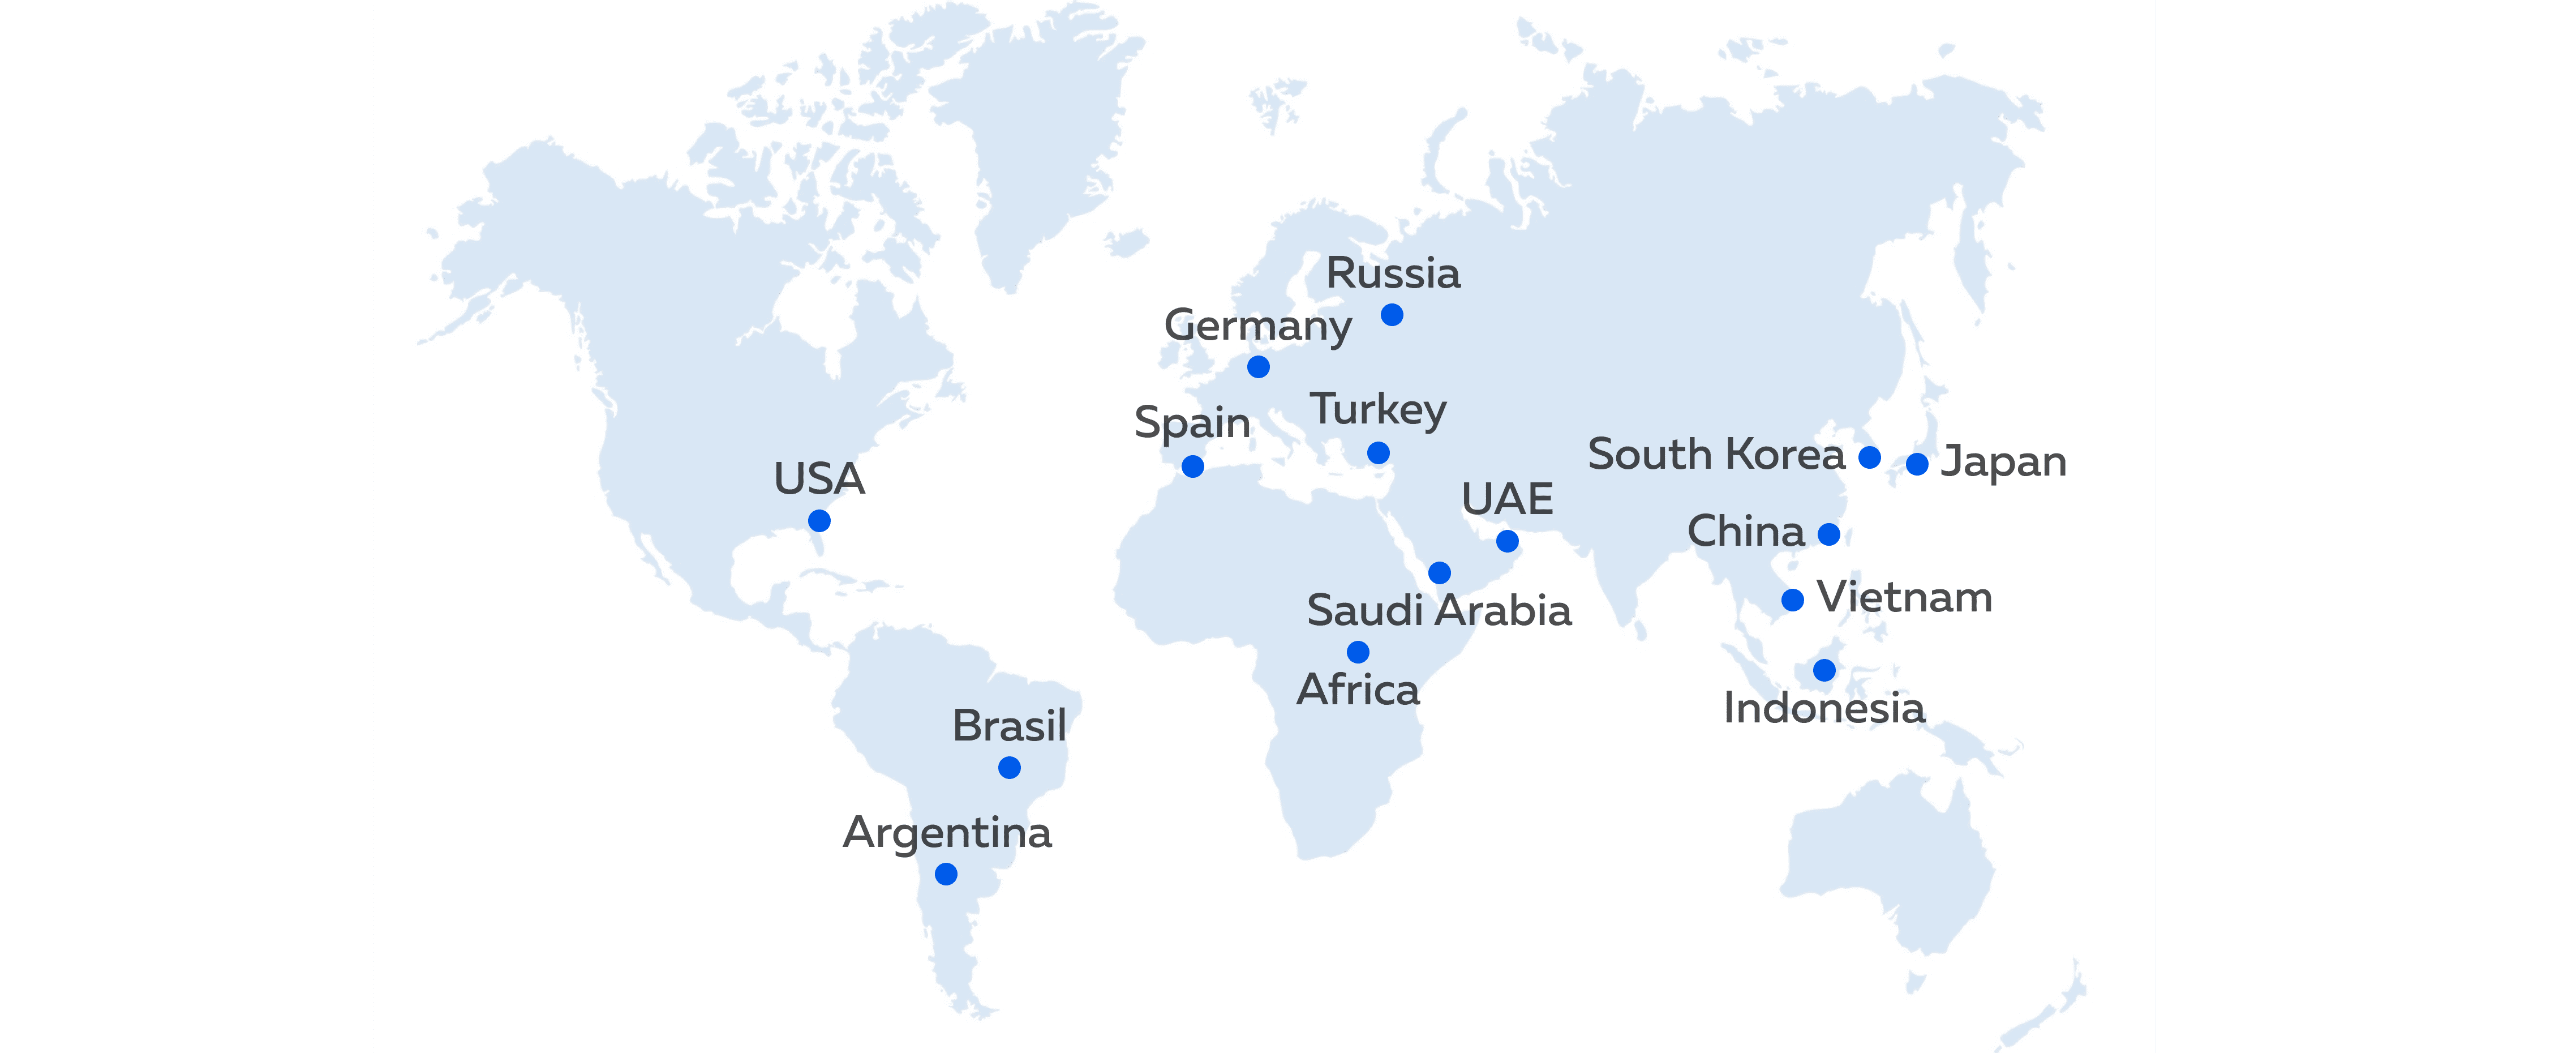 Russia
Germany
Turkey
Spain
South Korea
Japan
USA
UAE
China
Vietnam
Saudi Arabia
Africa
Indonesia
Brasil
Argentina